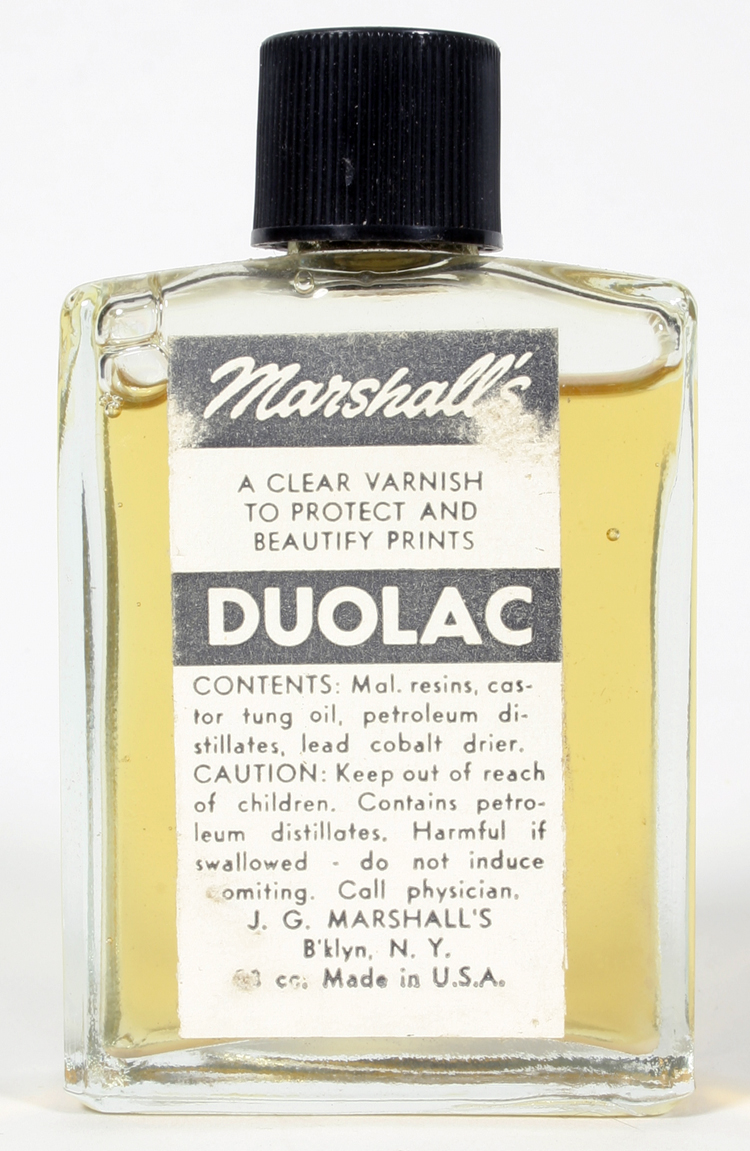 Marshall's
A CLEAR VARNISH
TO PROTECT AND
BEAUTIFY PRINTS
DUOLAC
CONTENTS: Mal. resins, cas-
tor tung oil, petroleum di-
stillates, lead cobalt drier.
CAUTION: Keep out of reach
of children. Contains petro-
leum distillates. Harmful if
swallowed - do not induce
omiting. Call physician.
J. G. MARSHALL'S
B'klyn, N. Y.
cc. Made in U.S.A.